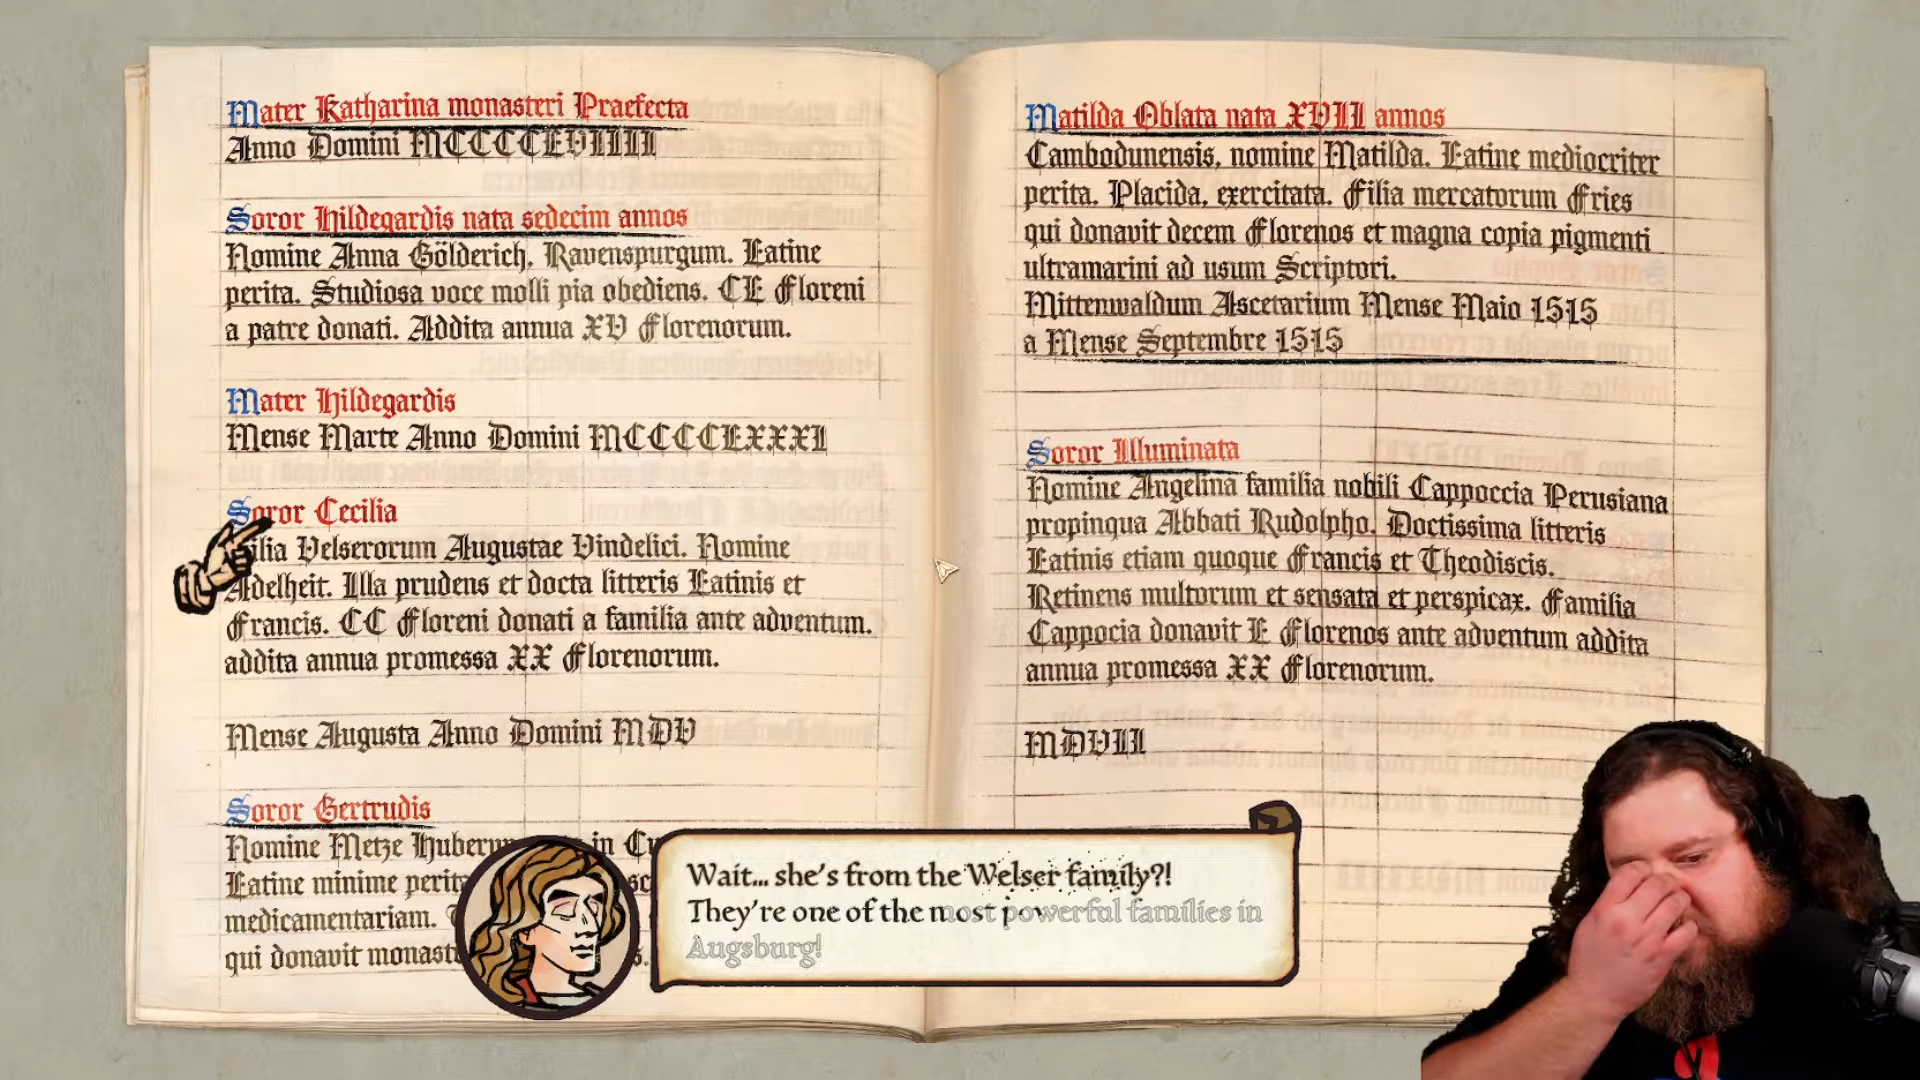 Mater Katharina monasteri Praefecta
Anno Domini MCCCCLVIIII
Soror Hildegardis nata sedecim annos
Nomine Anna Gölderich, Ravenspurgum. Latine
perita. Studiosa voce molli pia obediens. CL Floreni
a patre donati. Addita annua XV Florenorum.
Mater Hildegardis
Mense Marte Anno Domini MCCCCLXXXI
Soror Cecilia
Filia Velserorum Augustae Vindelici. Nomine
Adelheit. Illa prudens et docta litteris Latinis et
Francis. CC Floreni donati a familia ante adventum.
addita annua promessa XX Florenorum.
Mense Augusta Anno Domini MDV
Soror Gertrudis
Nomine Metze in
Latine minime
medicamentariam.
qui donavit
Matilda Oblata nata XVII annos
Cambodunensis, nomine Matilda. Latine mediocriter
perita. Placida, exercitata. Filia mercatorum Fries
qui donavit decem Florenos et magna copia pigmenti
ultramarini ad usum Scriptori.
Mittenwaldum Ascetarium Mense Maio 1515
a Mense Septembre 1515
Soror Illuminata
Nomine Angelina familia nobili Cappoccia Perusiana
propinqua Abbati Rudolpho. Doctissima litteris
Latinis etiam quoque Francis et Theodiscis.
Retinens multorum et sensata et perspicax. Familia
Cappocia donavit L Florenos ante adventum addita
annua promessa XX Florenorum.
MDVII
Wait... she's from the Welser family?!
They're one of the most powerful families in
Augsburg!